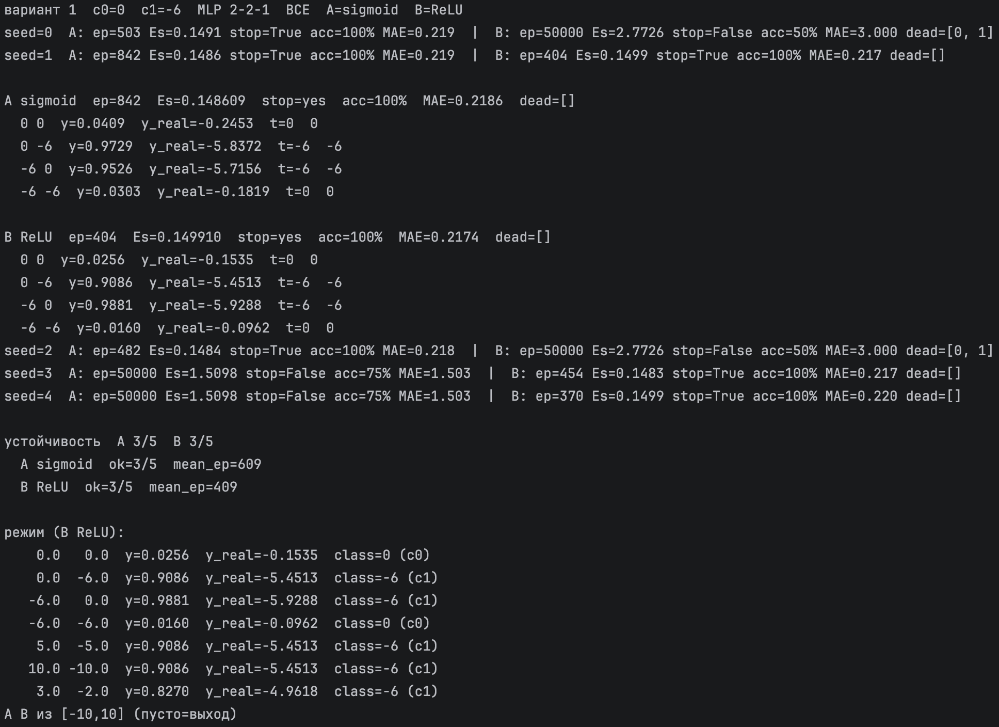 вариант 1  c0=0  c1=-6  MLP 2-2-1  BCE  A=sigmoid  B=ReLU
seed=0  A: ep=503 Es=0.1491 stop=True acc=100% MAE=0.219  |  B: ep=50000 Es=2.7726 stop=False acc=50% MAE=3.000 dead=[0, 1]
seed=1  A: ep=842 Es=0.1486 stop=True acc=100% MAE=0.219  |  B: ep=404 Es=0.1499 stop=True acc=100% MAE=0.217 dead=[]
A sigmoid  ep=842  Es=0.148609  stop=yes  acc=100%  MAE=0.2186  dead=[]
  0 0  y=0.0409  y_real=-0.2453  t=0  0
  0 -6  y=0.9729  y_real=-5.8372  t=-6  -6
  -6 0  y=0.9526  y_real=-5.7156  t=-6  -6
  -6 -6  y=0.0303  y_real=-0.1819  t=0  0
B ReLU  ep=404  Es=0.149910  stop=yes  acc=100%  MAE=0.2174  dead=[]
  0 0  y=0.0256  y_real=-0.1535  t=0  0
  0 -6  y=0.9086  y_real=-5.4513  t=-6  -6
  -6 0  y=0.9881  y_real=-5.9288  t=-6  -6
  -6 -6  y=0.0160  y_real=-0.0962  t=0  0
seed=2  A: ep=482 Es=0.1484 stop=True acc=100% MAE=0.218  |  B: ep=50000 Es=2.7726 stop=False acc=50% MAE=3.000 dead=[0, 1]
seed=3  A: ep=50000 Es=1.5098 stop=False acc=75% MAE=1.503  |  B: ep=454 Es=0.1483 stop=True acc=100% MAE=0.217 dead=[]
seed=4  A: ep=50000 Es=1.5098 stop=False acc=75% MAE=1.503  |  B: ep=370 Es=0.1499 stop=True acc=100% MAE=0.220 dead=[]
устойчивость  A 3/5  B 3/5
  A sigmoid  ok=3/5  mean_ep=609
  B ReLU  ok=3/5  mean_ep=409
режим (B ReLU):
    0.0   0.0  y=0.0256  y_real=-0.1535  class=0 (c0)
    0.0  -6.0  y=0.9086  y_real=-5.4513  class=-6 (c1)
   -6.0   0.0  y=0.9881  y_real=-5.9288  class=-6 (c1)
   -6.0  -6.0  y=0.0160  y_real=-0.0962  class=0 (c0)
    5.0  -5.0  y=0.9086  y_real=-5.4513  class=-6 (c1)
   10.0 -10.0  y=0.9086  y_real=-5.4513  class=-6 (c1)
    3.0  -2.0  y=0.8270  y_real=-4.9618  class=-6 (c1)
A B из [-10,10] (пусто=выход)